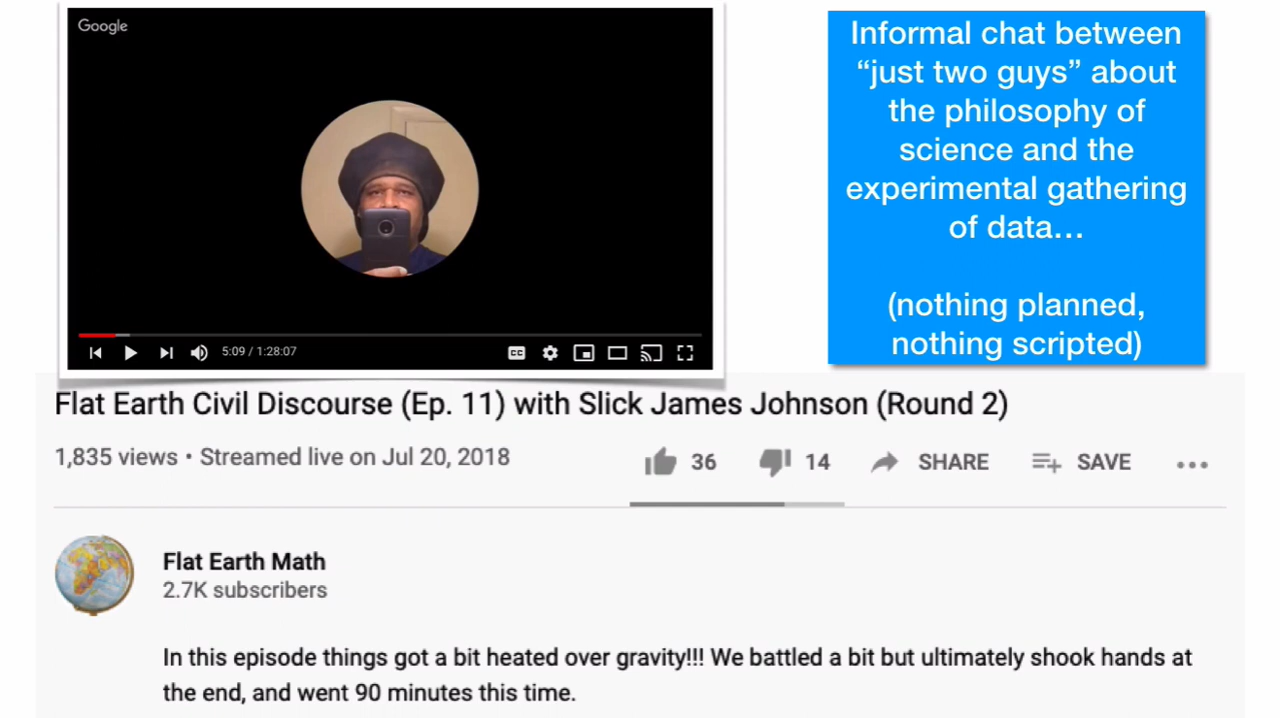 Google
5:09 / 1:28:07
CC
Informal chat between
“just two guys” about
the philosophy of
science and the
experimental gathering
of data…
(nothing planned,
nothing scripted)
Flat Earth Civil Discourse (Ep. 11) with Slick James Johnson (Round 2)
1,835 views • Streamed live on Jul 20, 2018
36 14 SHARE SAVE
Flat Earth Math
2.7K subscribers
In this episode things got a bit heated over gravity!!! We battled a bit but ultimately shook hands at
the end, and went 90 minutes this time.